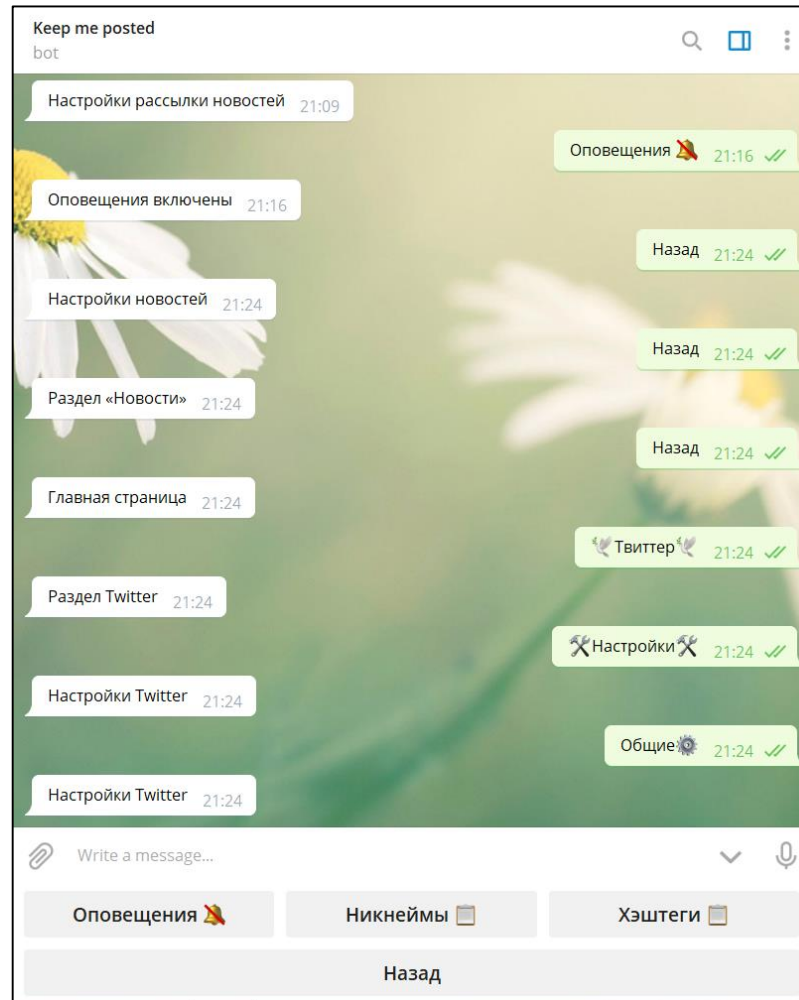 Keep me posted
bot
Настройки рассылки новостей 21:09
Оповещения 🔕 21:16
Оповещения включены 21:16
Назад 21:24
Настройки новостей 21:24
Назад 21:24
Раздел «Новости» 21:24
Назад 21:24
Главная страница 21:24
🕊Твиттер🕊 21:24
Раздел Twitter 21:24
🛠Настройки🛠 21:24
Настройки Twitter 21:24
Общие⚙ 21:24
Настройки Twitter 21:24
Write a message...
Оповещения 🔕 Никнеймы 📋 Хэштеги 📋
Назад